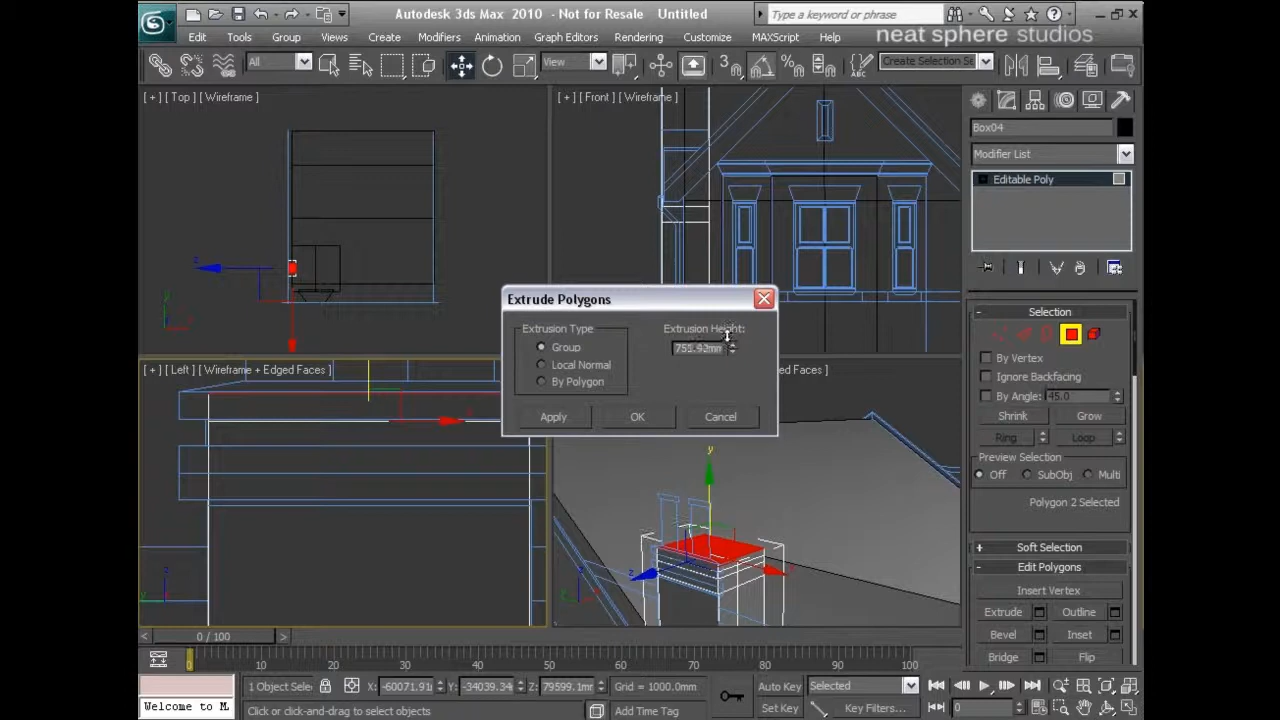 Autodesk 3ds Max 2010 - Not for Resale Untitled
Type a keyword or phrase
Edit Tools Group Views Create Modifiers Animation Graph Editors Rendering Customize MAXScript Help
neat sphere studios
All
View
3
Create Selection Se
[ + ] [ Top ] [ Wireframe ]
[ + ] [ Front ] [ Wireframe ]
Box04
Modifier List
Editable Poly
z
y
Extrude Polygons
Extrusion Type
Extrusion Height:
Group
Local Normal
By Polygon
Apply OK Cancel
[ + ] [ Left ] [ Wireframe + Edged Faces ]
d Faces ]
y
z
x
z
y
Selection
By Vertex
Ignore Backfacing
By Angle: 45.0
Shrink Grow
Ring Loop
Preview Selection
Off SubObj Multi
Polygon 2 Selected
Soft Selection
Edit Polygons
Insert Vertex
Extrude Outline
Bevel Inset
Bridge Flip
< 0 / 100 >
0 10 20 30 40 50 60 70 80 90 100
Welcome to M
1 Object Sele X: -60071.91 Y: -34039.34 Z: 79599.1m Grid = 1000.0mm
Click or click-and-drag to select objects Add Time Tag
Auto Key Selected
Set Key Key Filters...
0